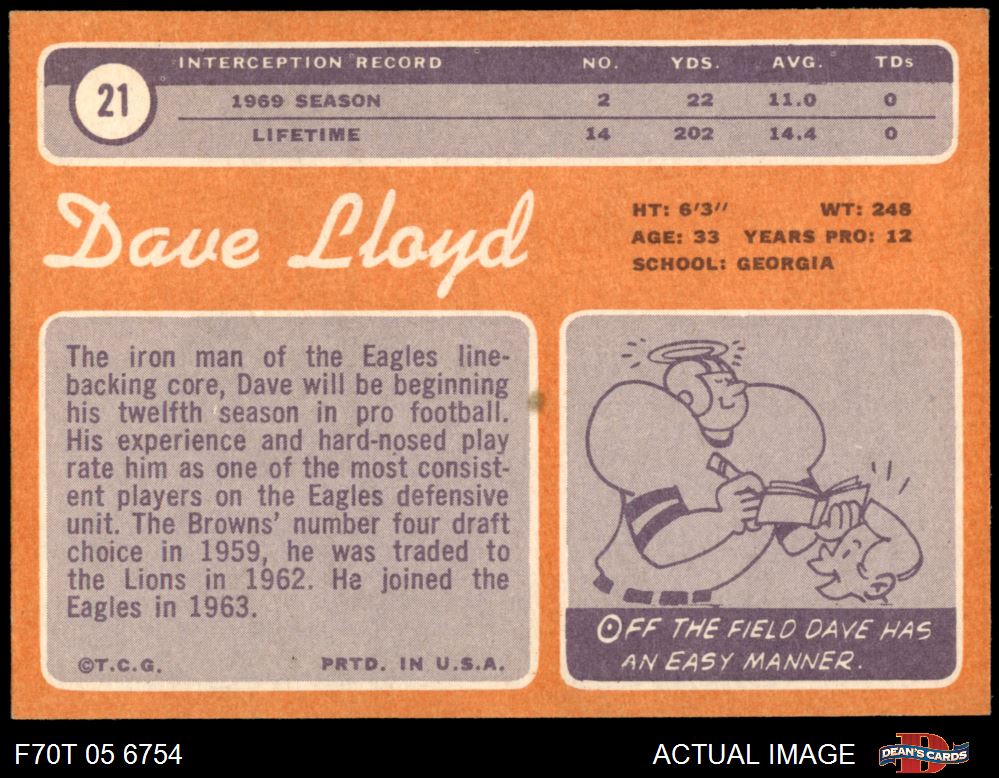 INTERCEPTION RECORD NO. YDS. AVG. TDs
21
1969 SEASON 2 22 11.0 0
LIFETIME 14 202 14.4 0
Dave Lloyd
HT: 6'3" WT: 248
AGE: 33 YEARS PRO: 12
SCHOOL: GEORGIA
The iron man of the Eagles line-
backing core, Dave will be beginning
his twelfth season in pro football.
His experience and hard-nosed play
rate him as one of the most consist-
ent players on the Eagles defensive
unit. The Browns' number four draft
choice in 1959, he was traded to
the Lions in 1962. He joined the
Eagles in 1963.
©T.C.G. PRTD. IN U.S.A.
OFF THE FIELD DAVE HAS
AN EASY MANNER.
F70T 05 6754 ACTUAL IMAGE DEAN'S CARDS